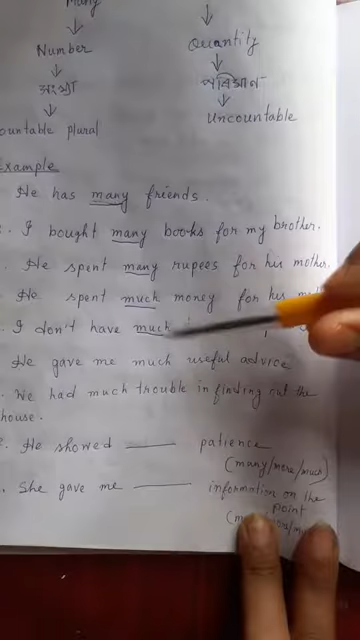 Many
Number Quantity
সংখ্যা পরিমান
ountable plural Uncountable
Example
He has many friends.
I bought many books for my brother.
He spent many rupees for his mother.
He spent much money for his
I don't have much
He gave me much useful advice
We had much trouble in finding out the
house.
He showed ——— patience
(many/more/much)
She gave me ——— information on the
point